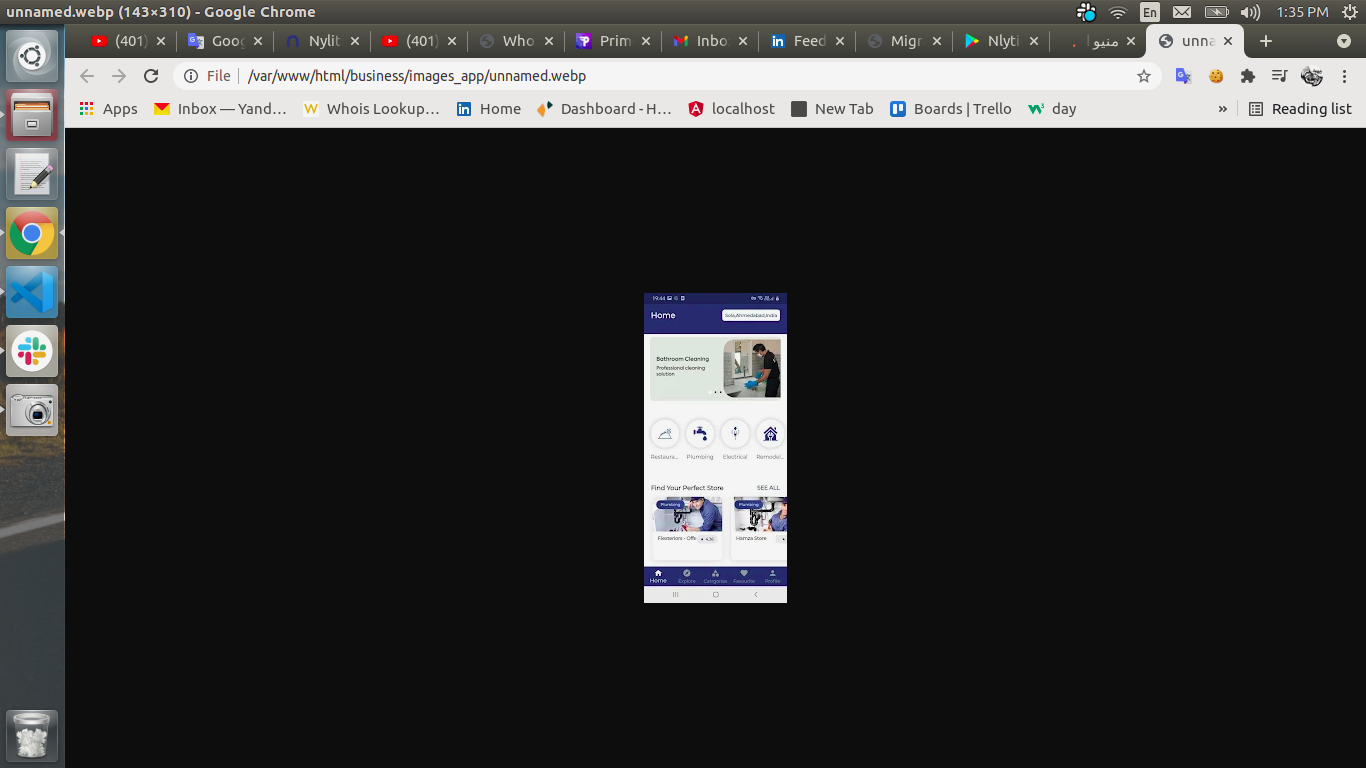 unnamed.webp (143×310) - Google Chrome
En
1:35 PM
(401)
Goog
Nylit
(401)
Who
Prim
Inbo
Feed
Migr
Nlyti
منيو ا
unna
File
/var/www/html/business/images_app/unnamed.webp
Apps
Inbox — Yand...
Whois Lookup...
Home
Dashboard - H...
localhost
New Tab
Boards | Trello
day
»
Reading list
19:44
Home
Sola,Ahmedabad,India
Bathroom Cleaning
Professional cleaning
solution
Restaura...
Plumbing
Electrical
Remodel...
Find Your Perfect Store
SEE ALL
Plumbing
Plumbing
Flexteriors - Offe
4.36
Hamza Store
Home
Explore
Categories
Favourite
Profile